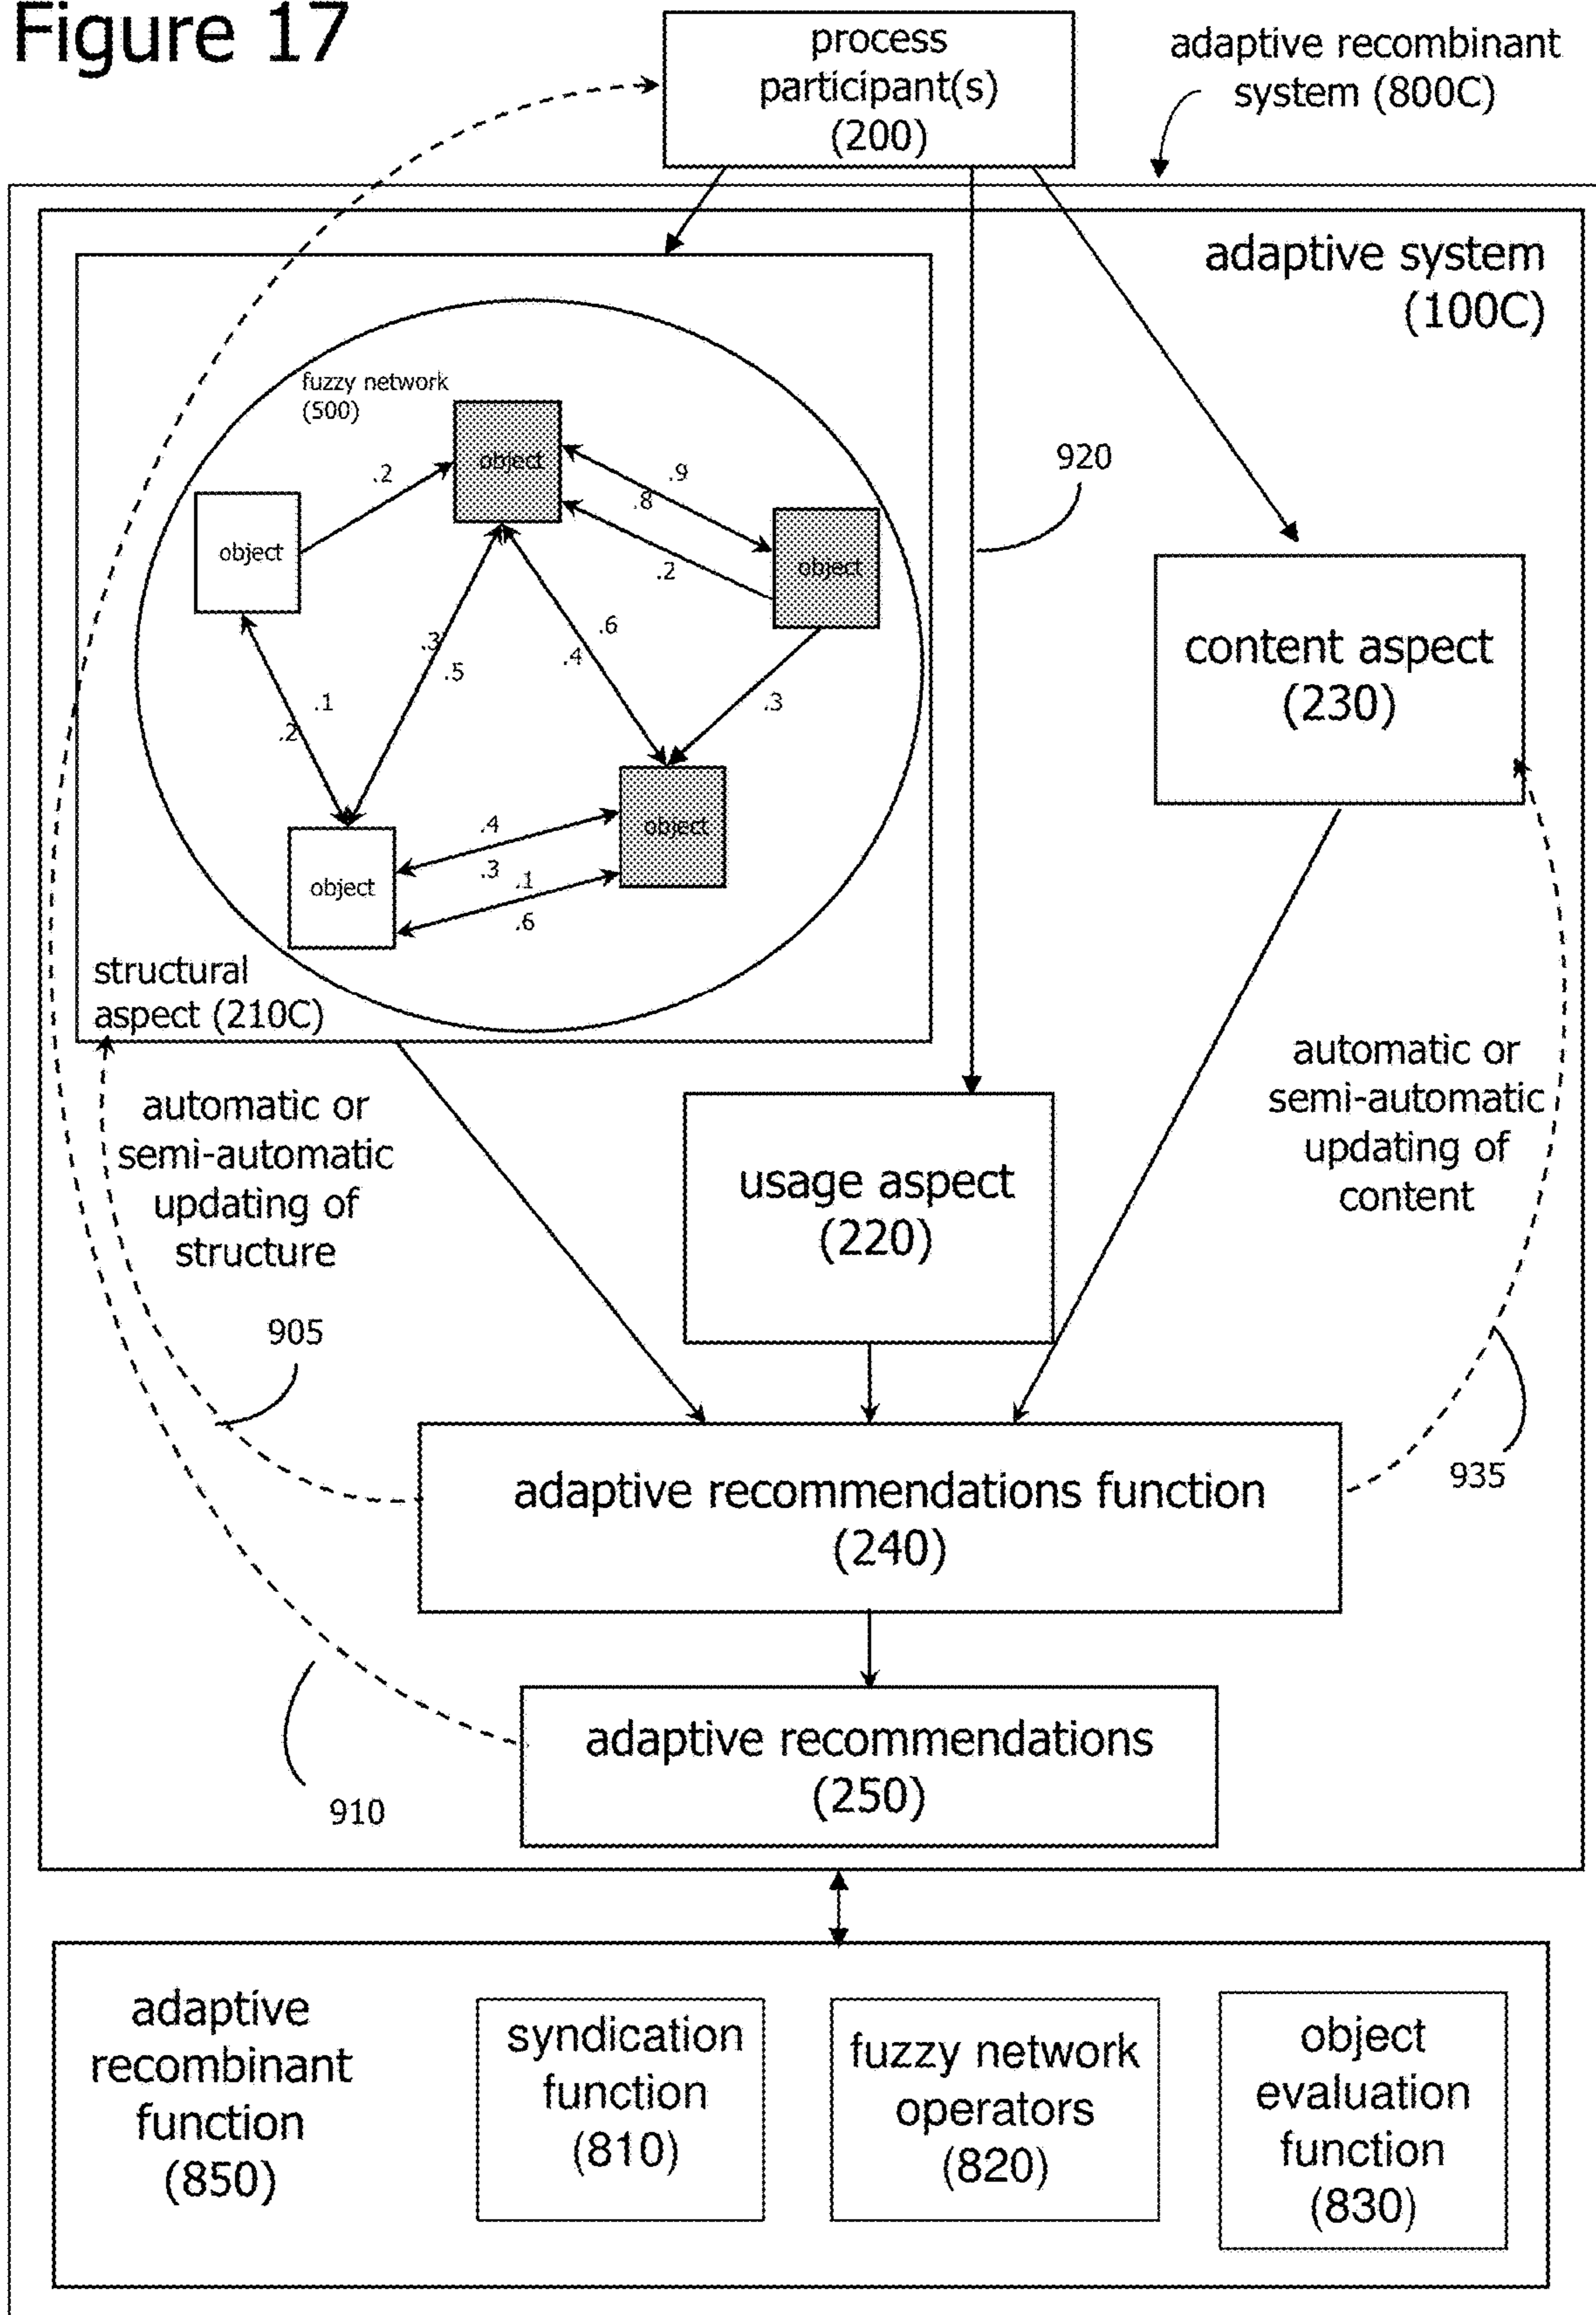 Figure 17
process
participant(s)
(200)
adaptive recombinant
system (800C)
adaptive system
(100C)
fuzzy network
(500)
object
.2
.9
.8
object
.2
object
.3
.5
.6
.4
.3
.1
.2
object
.4
.3
.1
.6
object
structural
aspect (210C)
920
content aspect
(230)
automatic or
semi-automatic
updating of
structure
usage aspect
(220)
automatic or
semi-automatic
updating of
content
905
935
adaptive recommendations function
(240)
adaptive recommendations
(250)
910
adaptive
recombinant
function
(850)
syndication
function
(810)
fuzzy network
operators
(820)
object
evaluation
function
(830)